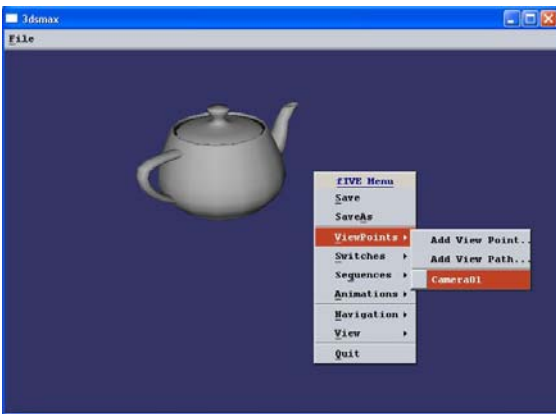 3dsmax
File
fIVE Menu
Save
SaveAs
ViewPoints
Switches
Sequences
Animations
Navigation
View
Quit
Add View Point..
Add View Path...
Camera01